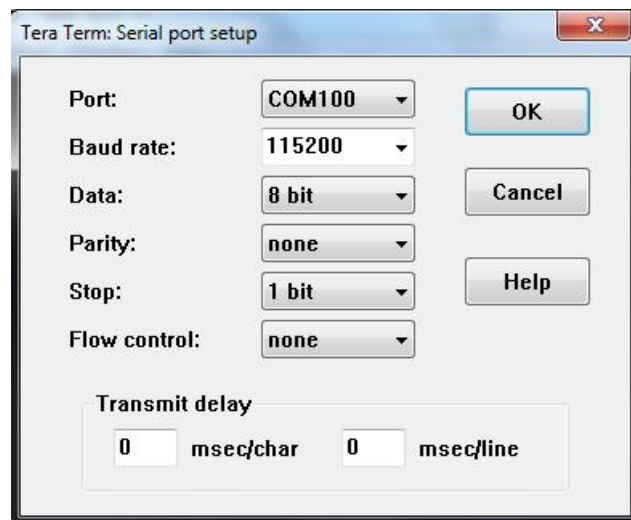 Tera Term: Serial port setup
Port: COM100
OK
Baud rate: 115200
Data: 8 bit
Cancel
Parity: none
Stop: 1 bit
Help
Flow control: none
Transmit delay
0 msec/char 0 msec/line